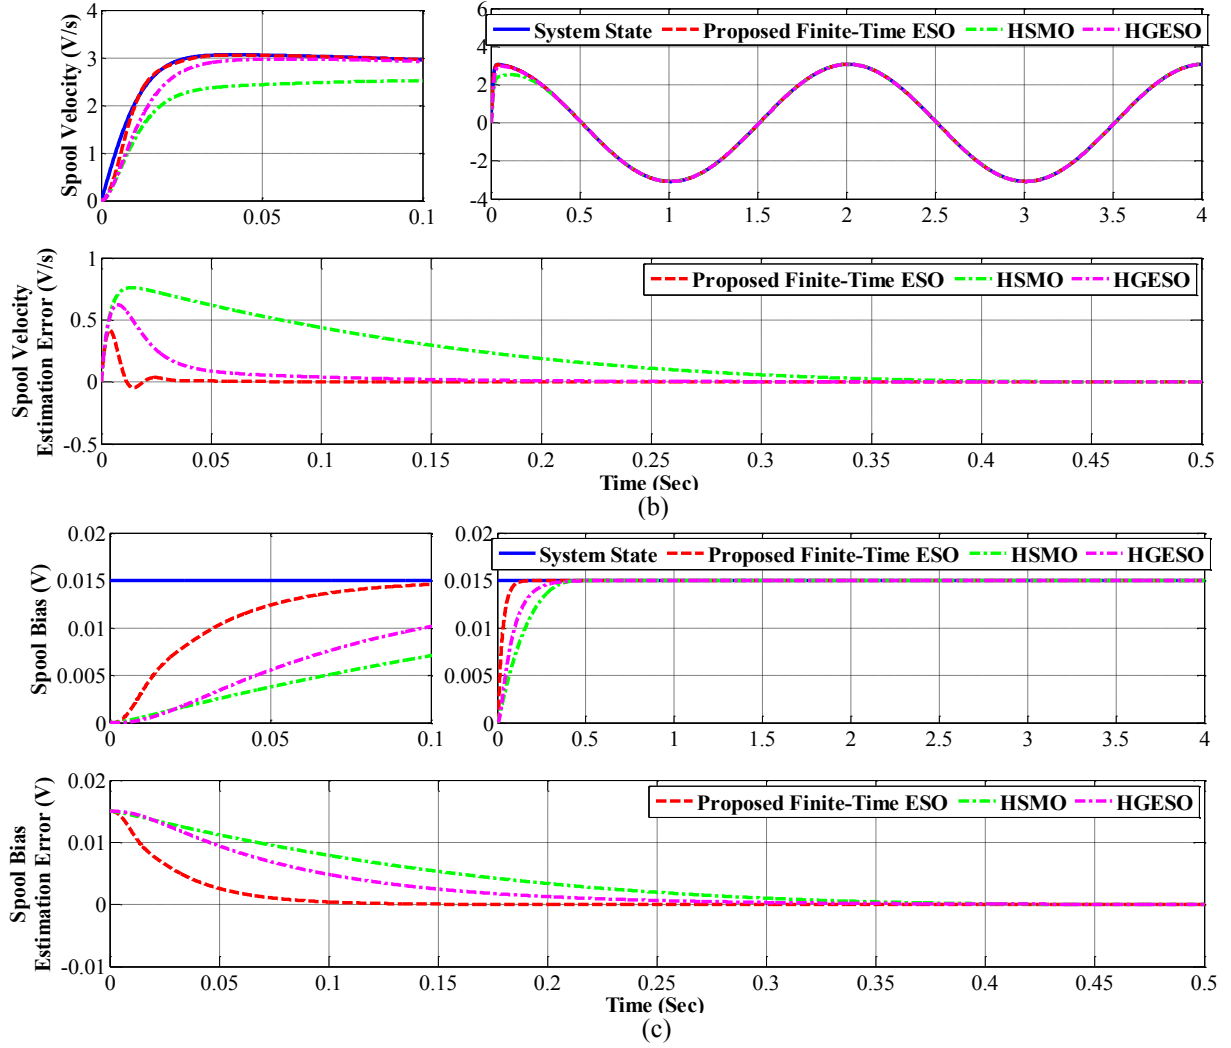 Spool Velocity (V/s)
4
3
2
1
0
0 0.05 0.1
6
4
2
0
-2
-4
System State Proposed Finite-Time ESO HSMO HGESO
0 0.5 1 1.5 2 2.5 3 3.5 4
Spool Velocity
Estimation Error (V/s)
1
0.5
0
-0.5
Proposed Finite-Time ESO HSMO HGESO
0 0.05 0.1 0.15 0.2 0.25 0.3 0.35 0.4 0.45 0.5
Time (Sec)
(b)
Spool Bias (V)
0.02
0.015
0.01
0.005
0
0 0.05 0.1
0.02
0.015
0.01
0.005
0
System State Proposed Finite-Time ESO HSMO HGESO
0 0.5 1 1.5 2 2.5 3 3.5 4
Spool Bias
Estimation Error (V)
0.02
0.01
0
-0.01
Proposed Finite-Time ESO HSMO HGESO
0 0.05 0.1 0.15 0.2 0.25 0.3 0.35 0.4 0.45 0.5
Time (Sec)
(c)